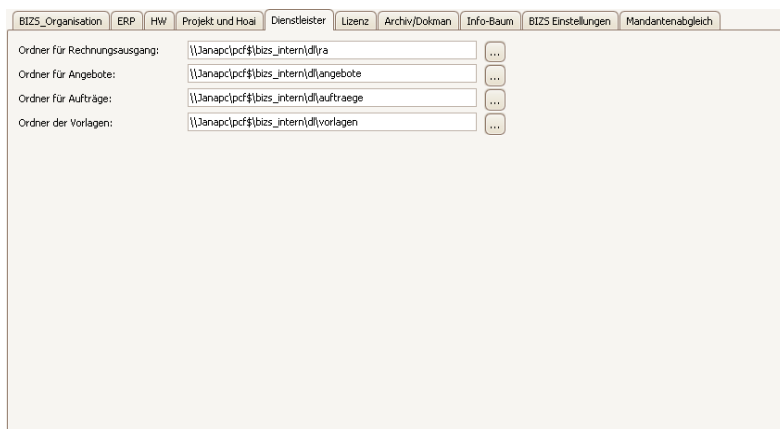 BIZS_Organisation ERP HW Projekt und Hoai Dienstleister Lizenz Archiv/Dokman Info-Baum BIZS Einstellungen Mandantenabgleich
Ordner für Rechnungsausgang: \\Janapc\pcf$\bizs_intern\dl\ra ...
Ordner für Angebote: \\Janapc\pcf$\bizs_intern\dl\angebote ...
Ordner für Aufträge: \\Janapc\pcf$\bizs_intern\dl\auftraege ...
Ordner der Vorlagen: \\Janapc\pcf$\bizs_intern\dl\vorlagen ...